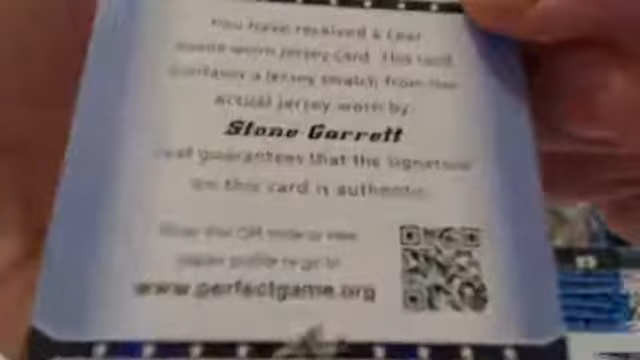 You have received a Leaf
game worn jersey card. This card
contains a jersey swatch from the
actual jersey worn by:
Stone Garrett
Leaf guarantees that the signature
on this card is authentic.
Scan the QR code or view
profile to go to
www.perfectgame.org